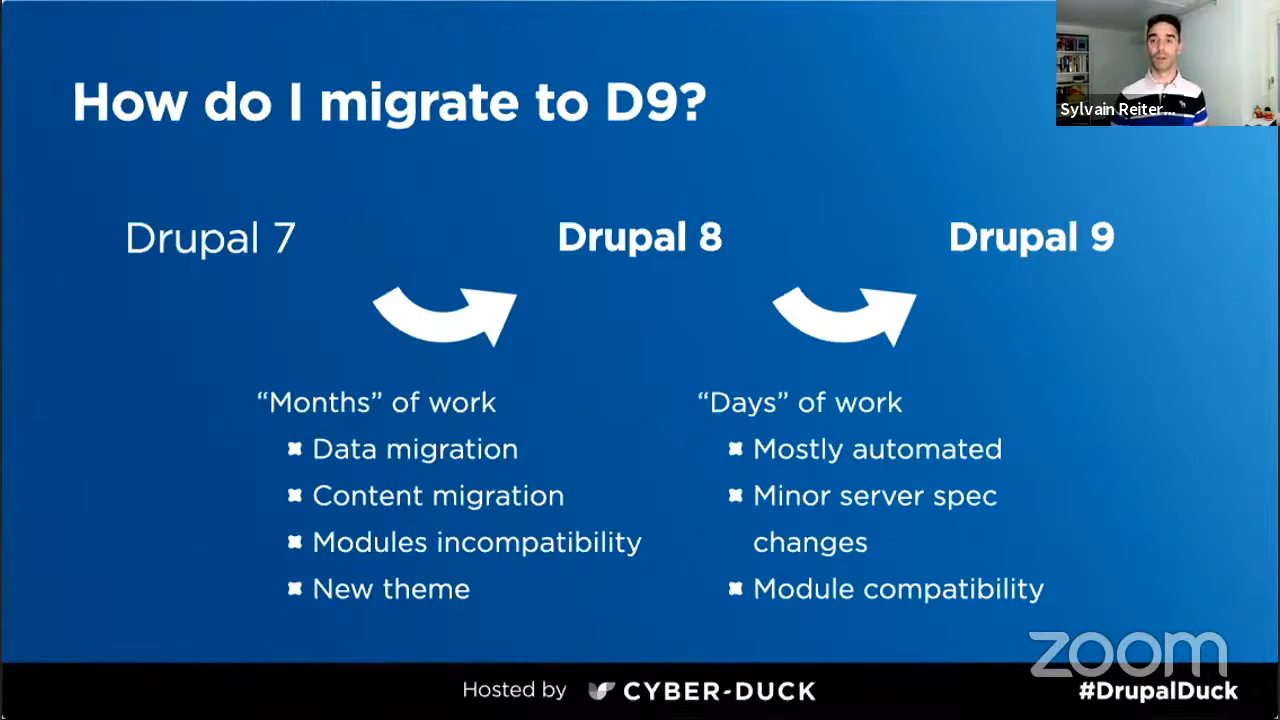 How do I migrate to D9?
Sylvain Reiter...
Drupal 7
Drupal 8
Drupal 9
“Months” of work
Data migration
Content migration
Modules incompatibility
New theme
“Days” of work
Mostly automated
Minor server spec
changes
Module compatibility
zoom
Hosted by CYBER-DUCK
#DrupalDuck